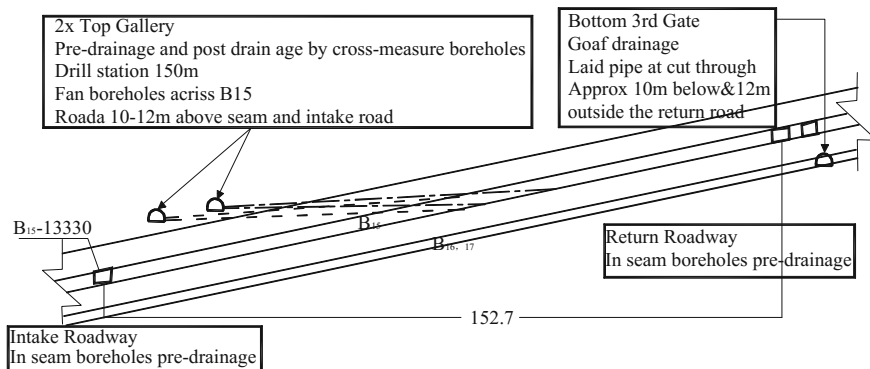 2x Top Gallery
Pre-drainage and post drain age by cross-measure boreholes
Drill station 150m
Fan boreholes acriss B15
Roada 10-12m above seam and intake road
Bottom 3rd Gate
Goaf drainage
Laid pipe at cut through
Approx 10m below&12m
outside the return road
B15-13330
B15
B16、17
Return Roadway
In seam boreholes pre-drainage
152.7
Intake Roadway
In seam boreholes pre-drainage